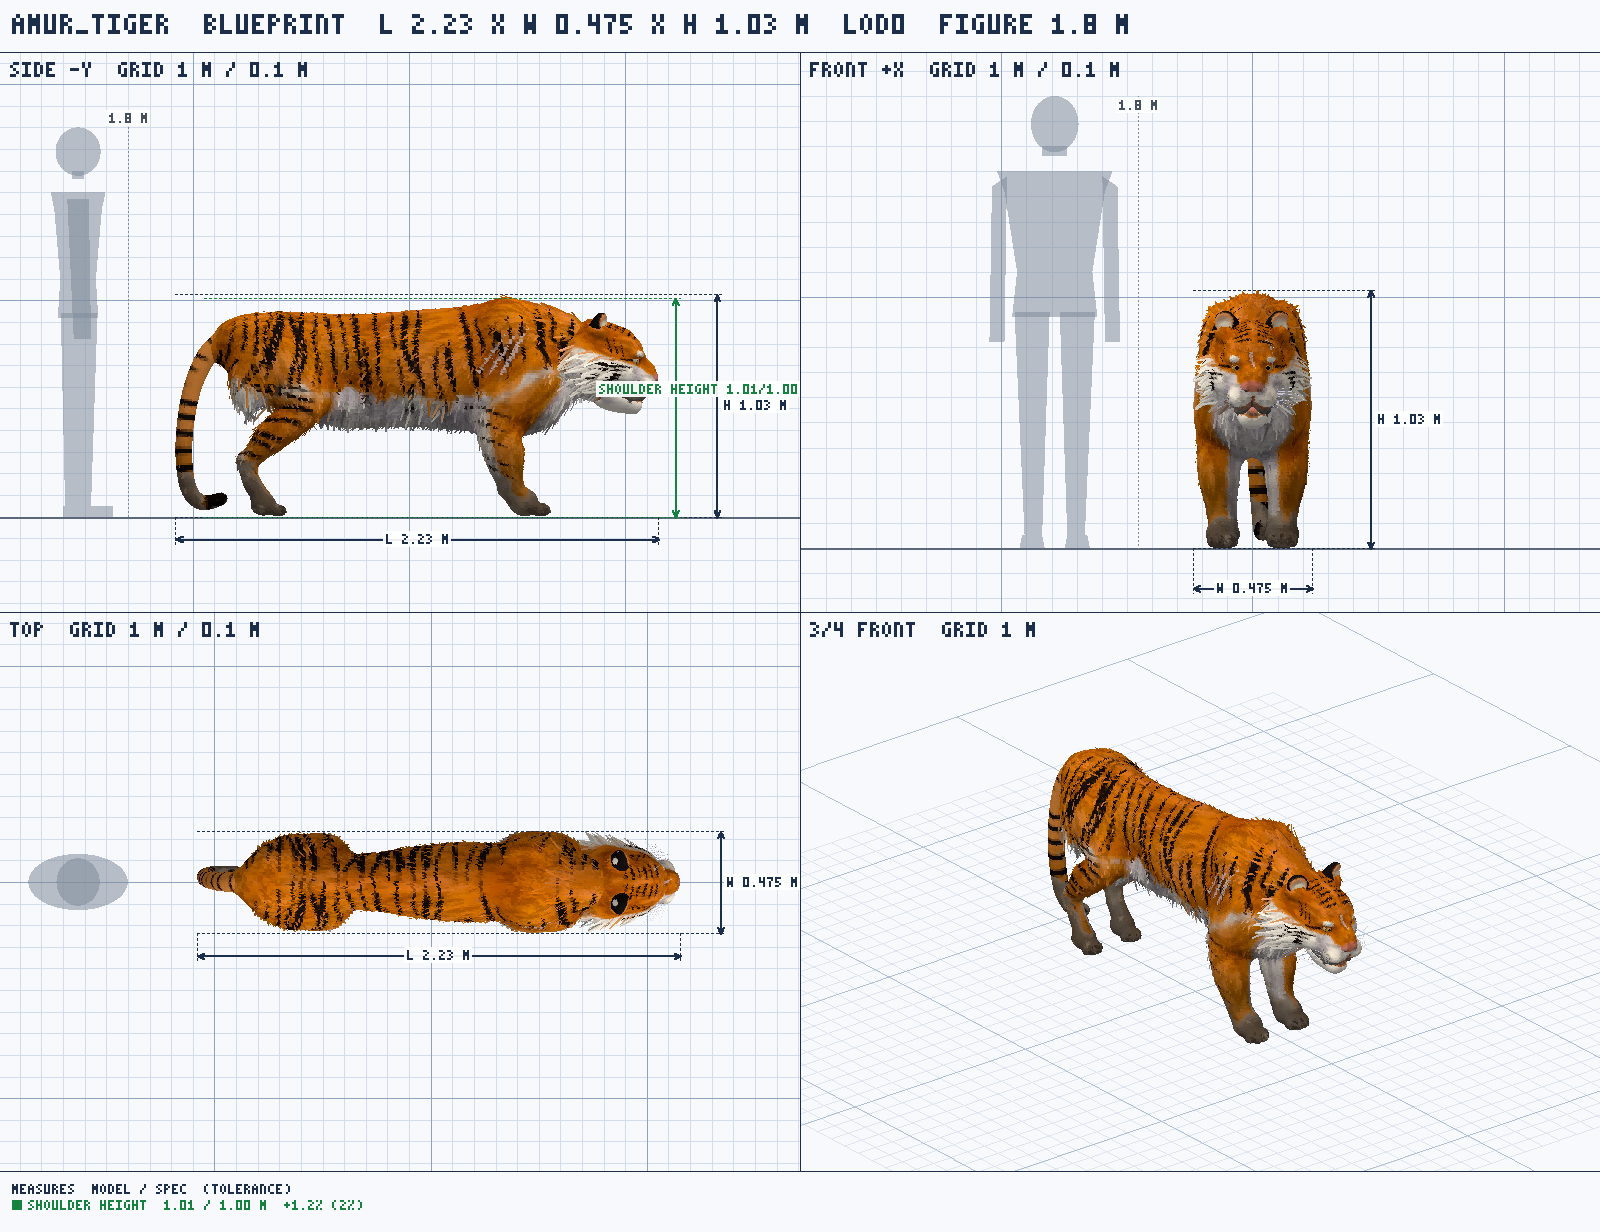 AMUR_TIGER BLUEPRINT L 2.23 X W 0.475 X H 1.03 M LOD0 FIGURE 1.8 M
SIDE -Y GRID 1 M / 0.1 M
1.8 M
SHOULDER HEIGHT 1.01/1.00
H 1.03 M
L 2.23 M
FRONT +X GRID 1 M / 0.1 M
1.8 M
H 1.03 M
W 0.475 M
TOP GRID 1 M / 0.1 M
W 0.475 M
L 2.23 M
3/4 FRONT GRID 1 M
MEASURES MODEL / SPEC (TOLERANCE)
SHOULDER HEIGHT 1.01 / 1.00 M +1.2% (2%)